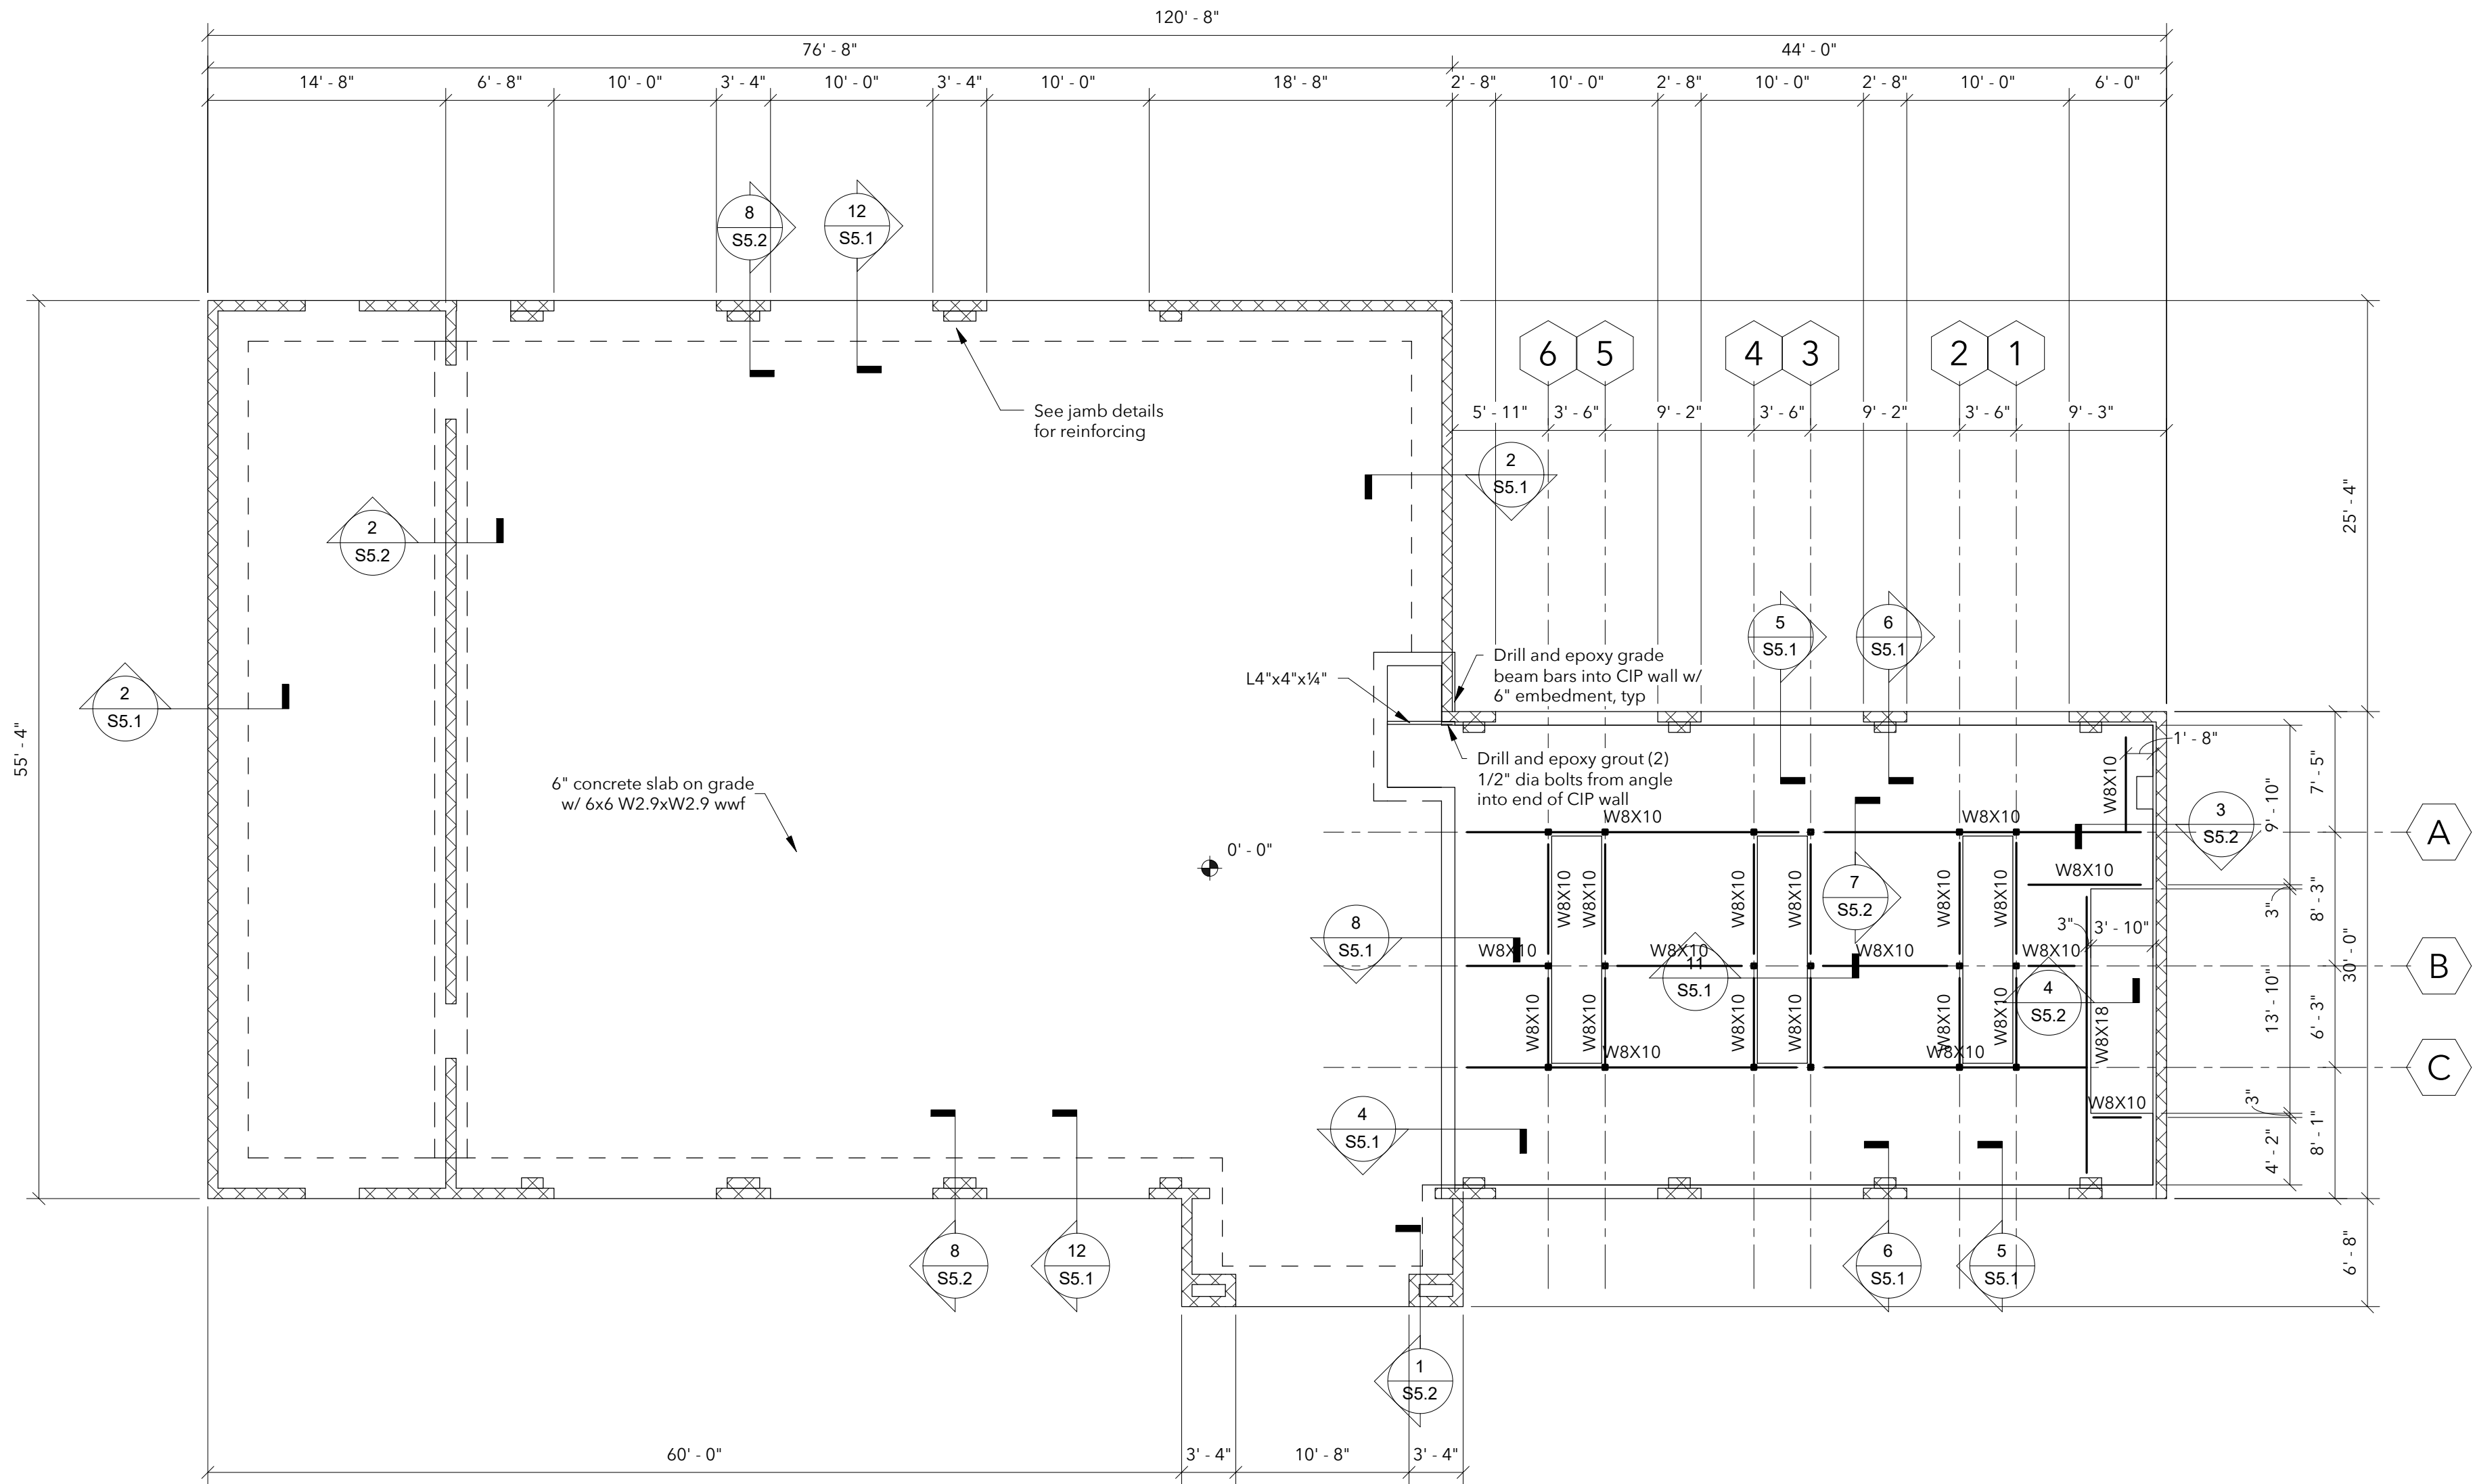 120' - 8"
76' - 8"
44' - 0"
14' - 8"
6' - 8"
10' - 0"
3' - 4"
10' - 0"
3' - 4"
10' - 0"
18' - 8"
2' - 8"
10' - 0"
2' - 8"
10' - 0"
2' - 8"
10' - 0"
6' - 0"
8
S5.2
12
S5.1
6
5
4
3
2
1
See jamb details
for reinforcing
5' - 11"
3' - 6"
9' - 2"
3' - 6"
9' - 2"
3' - 6"
9' - 3"
2
S5.1
2
S5.2
25' - 4"
5
S5.1
6
S5.1
Drill and epoxy grade
beam bars into CIP wall w/
6" embedment, typ
L4"x4"x¼"
2
S5.1
55' - 4"
6" concrete slab on grade
w/ 6x6 W2.9xW2.9 wwf
Drill and epoxy grout (2)
1/2" dia bolts from angle
into end of CIP wall
1' - 8"
W8X10
9' - 10"
7' - 5"
W8X10
W8X10
3
S5.2
A
0' - 0"
W8X10
W8X10
W8X10
W8X10
W8X10
W8X10
W8X10
7
S5.2
3"
8' - 3"
8
S5.1
3"
3' - 10"
W8X10
W8X10
W8X10
W8X10
30' - 0"
B
11
S5.1
4
S5.2
W8X10
W8X10
W8X10
W8X10
W8X10
W8X10
W8X18
13' - 10"
6' - 3"
W8X10
W8X10
C
W8X10
3"
4
S5.1
4' - 2"
8' - 1"
8
S5.2
12
S5.1
6
S5.1
5
S5.1
6' - 8"
1
S5.2
60' - 0"
3' - 4"
10' - 8"
3' - 4"